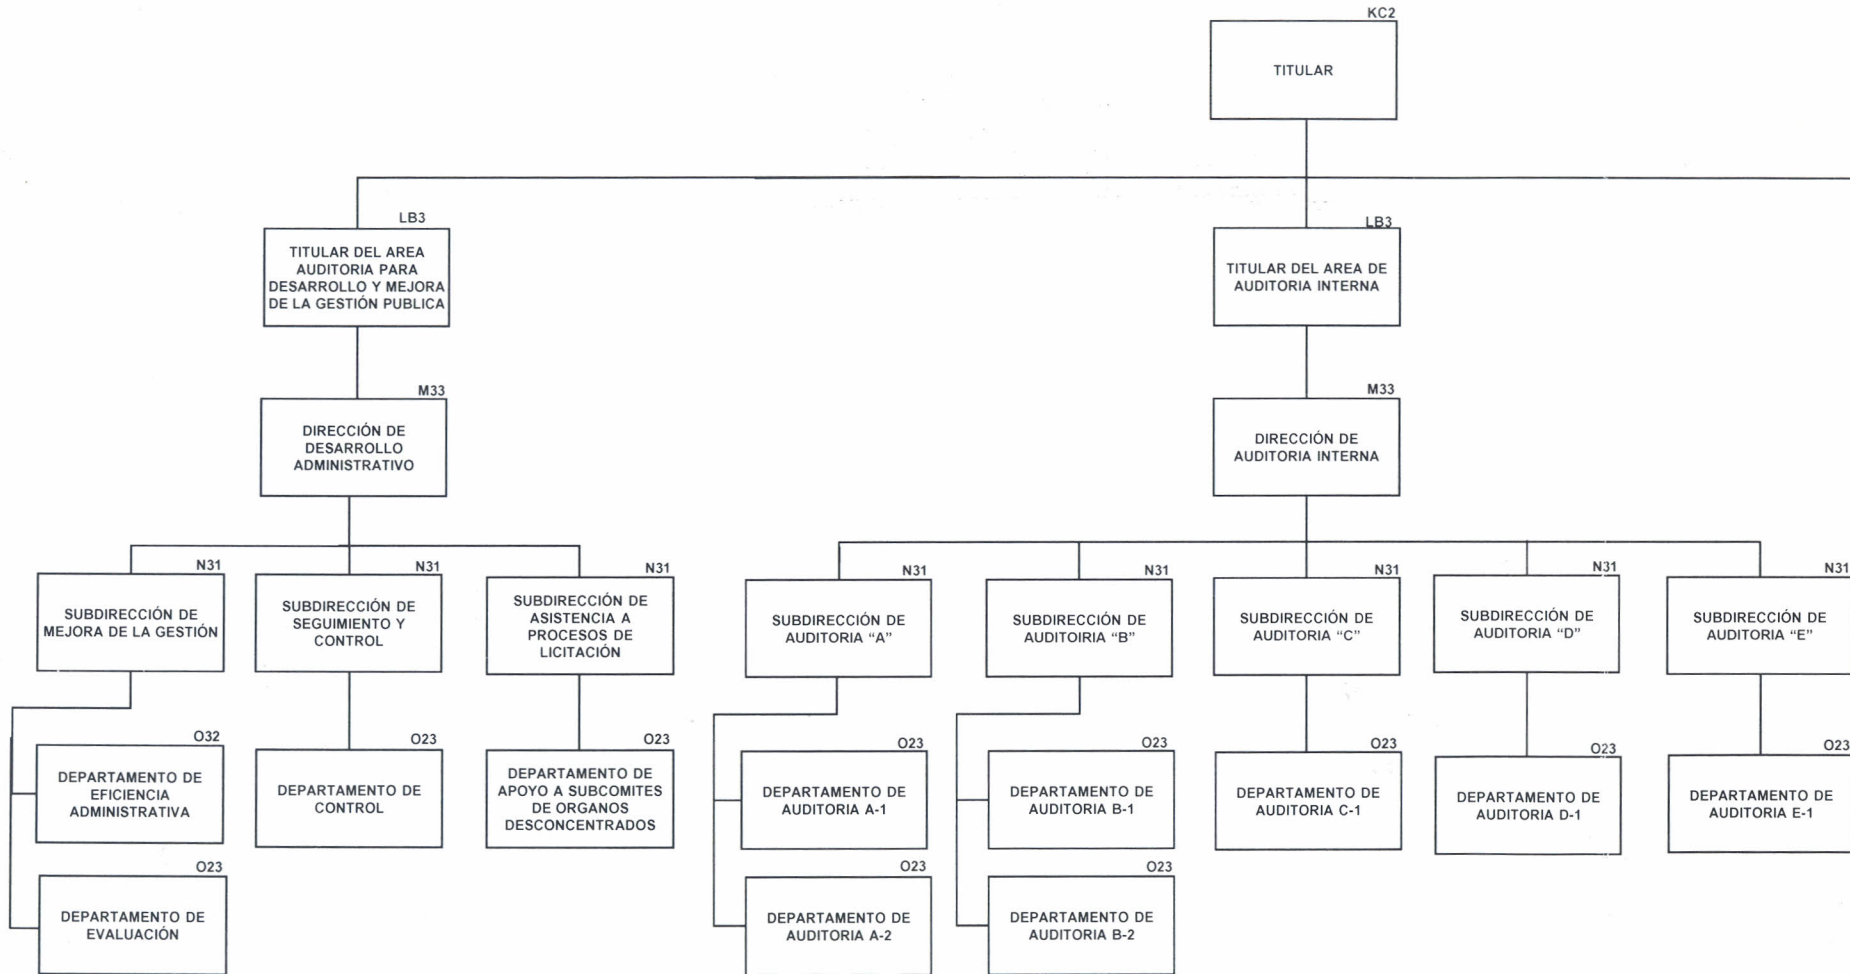 KC2
TITULAR
LB3
TITULAR DEL AREA
AUDITORIA PARA
DESARROLLO Y MEJORA
DE LA GESTIÓN PUBLICA
LB3
TITULAR DEL AREA DE
AUDITORIA INTERNA
M33
DIRECCIÓN DE
DESARROLLO
ADMINISTRATIVO
M33
DIRECCIÓN DE
AUDITORIA INTERNA
N31
SUBDIRECCIÓN DE
MEJORA DE LA GESTIÓN
N31
SUBDIRECCIÓN DE
SEGUIMIENTO Y
CONTROL
N31
SUBDIRECCIÓN DE
ASISTENCIA A
PROCESOS DE
LICITACIÓN
N31
SUBDIRECCIÓN DE
AUDITORIA “A”
N31
SUBDIRECCIÓN DE
AUDITOIRIA “B”
N31
SUBDIRECCIÓN DE
AUDITORIA “C”
N31
SUBDIRECCIÓN DE
AUDITORIA “D”
N31
SUBDIRECCIÓN DE
AUDITORIA “E”
O32
DEPARTAMENTO DE
EFICIENCIA
ADMINISTRATIVA
O23
DEPARTAMENTO DE
CONTROL
O23
DEPARTAMENTO DE
APOYO A SUBCOMITES
DE ORGANOS
DESCONCENTRADOS
O23
DEPARTAMENTO DE
AUDITORIA A-1
O23
DEPARTAMENTO DE
AUDITORIA B-1
O23
DEPARTAMENTO DE
AUDITORIA C-1
O23
DEPARTAMENTO DE
AUDITORIA D-1
O23
DEPARTAMENTO DE
AUDITORIA E-1
O23
DEPARTAMENTO DE
EVALUACIÓN
O23
DEPARTAMENTO DE
AUDITORIA A-2
O23
DEPARTAMENTO DE
AUDITORIA B-2